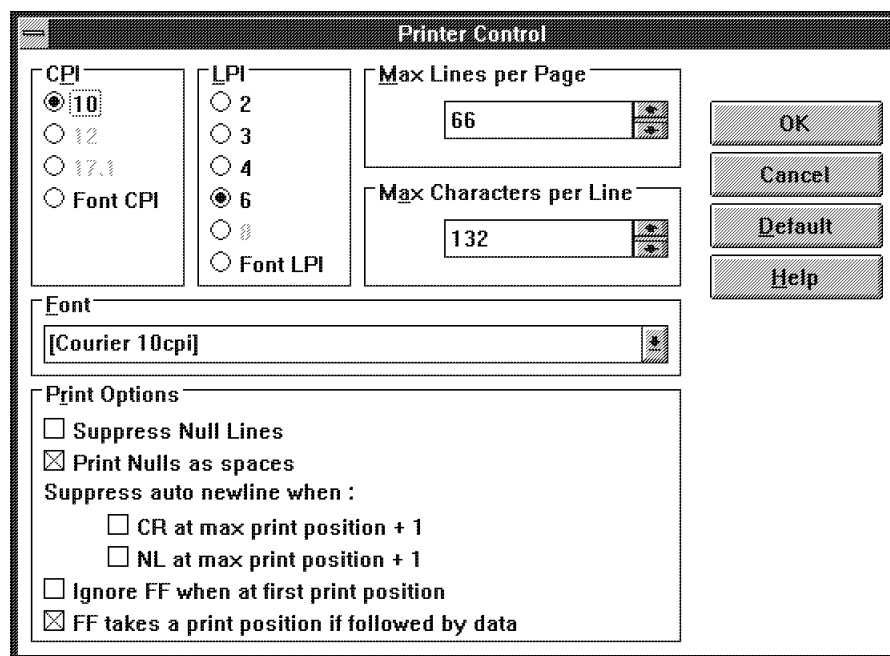 Printer Control
CPI
10
12
17.1
Font CPI
LPI
2
3
4
6
8
Font LPI
Max Lines per Page
66
Max Characters per Line
132
OK
Cancel
Default
Help
Font
[Courier 10cpi]
Print Options
Suppress Null Lines
Print Nulls as spaces
Suppress auto newline when :
CR at max print position + 1
NL at max print position + 1
Ignore FF when at first print position
FF takes a print position if followed by data